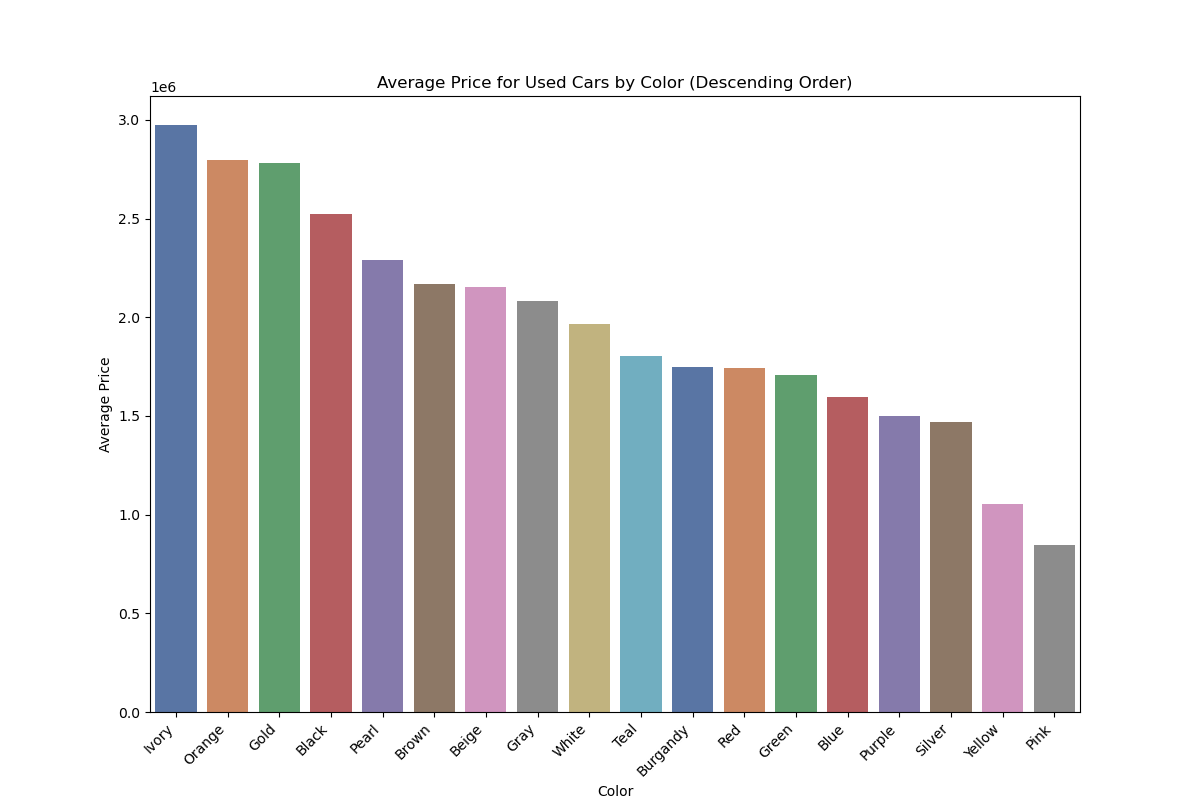 Average Price for Used Cars by Color (Descending Order)
1e6
3.0
2.5
2.0
1.5
1.0
0.5
0.0
Average Price
Ivory
Orange
Gold
Black
Pearl
Brown
Beige
Gray
White
Teal
Burgandy
Red
Green
Blue
Purple
Silver
Yellow
Pink
Color